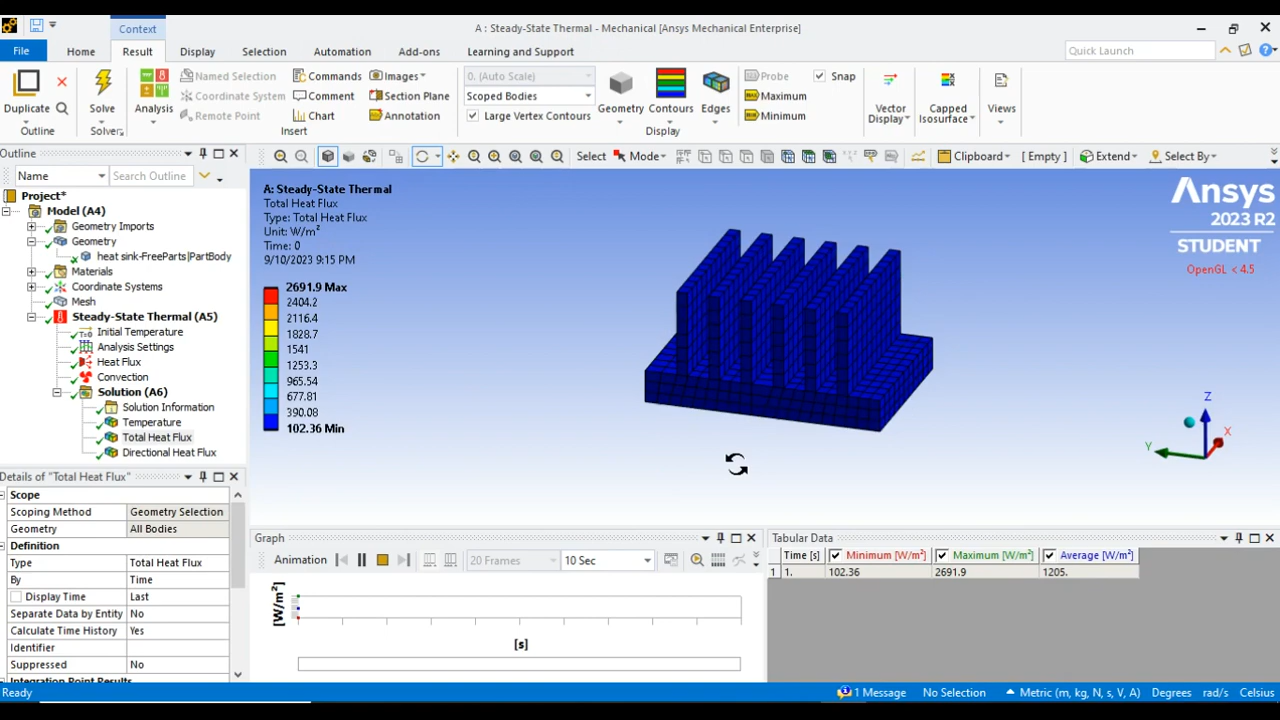 Context
A : Steady-State Thermal - Mechanical [Ansys Mechanical Enterprise]
File Home Result Display Selection Automation Add-ons Learning and Support
Quick Launch
Duplicate
Outline
Solve
Solver
Analysis
Named Selection
Coordinate System
Remote Point
Commands
Comment
Chart
Insert
Images
Section Plane
Annotation
0. (Auto Scale)
Scoped Bodies
Large Vertex Contours
Geometry
Contours
Edges
Display
Probe
Snap
Maximum
Minimum
Vector
Display
Capped
Isosurface
Views
Outline
Name
Search Outline
Select Mode Clipboard [ Empty ] Extend Select By
Project*
Model (A4)
Geometry Imports
Geometry
heat sink-FreeParts|PartBody
Materials
Coordinate Systems
Mesh
Steady-State Thermal (A5)
Initial Temperature
Analysis Settings
Heat Flux
Convection
Solution (A6)
Solution Information
Temperature
Total Heat Flux
Directional Heat Flux
A: Steady-State Thermal
Total Heat Flux
Type: Total Heat Flux
Unit: W/m²
Time: 0
9/10/2023 9:15 PM
2691.9 Max
2404.2
2116.4
1828.7
1541
1253.3
965.54
677.81
390.08
102.36 Min
Ansys
2023 R2
STUDENT
OpenGL < 4.5
Z
X
Y
Details of "Total Heat Flux"
Scope
Scoping Method Geometry Selection
Geometry All Bodies
Definition
Type Total Heat Flux
By Time
Display Time Last
Separate Data by Entity No
Calculate Time History Yes
Identifier
Suppressed No
Integration Point Results
Graph
Animation 20 Frames 10 Sec
[W/m²]
[s]
Tabular Data
Time [s] Minimum [W/m²] Maximum [W/m²] Average [W/m²]
1 1. 102.36 2691.9 1205.
Ready
1 Message No Selection Metric (m, kg, N, s, V, A) Degrees rad/s Celsius